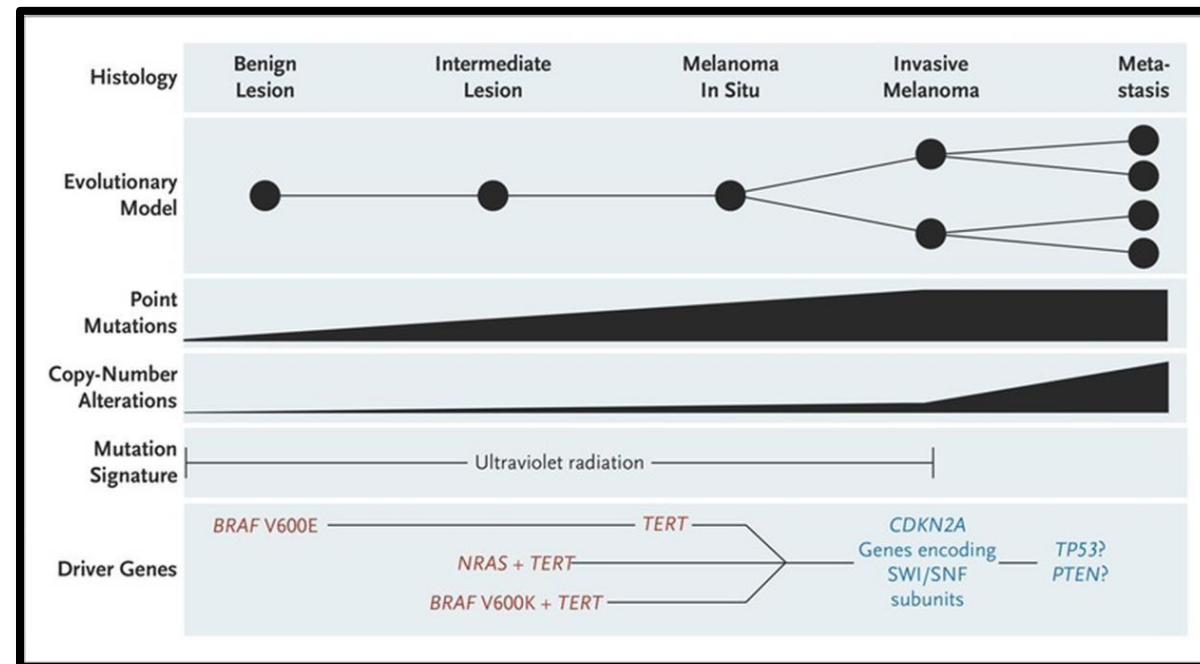 Histology
Benign
Lesion
Intermediate
Lesion
Melanoma
In Situ
Invasive
Melanoma
Meta-
stasis
Evolutionary
Model
Point
Mutations
Copy-Number
Alterations
Mutation
Signature
Ultraviolet radiation
Driver Genes
BRAF V600E
TERT
NRAS + TERT
BRAF V600K + TERT
CDKN2A
Genes encoding
SWI/SNF
subunits
TP53?
PTEN?